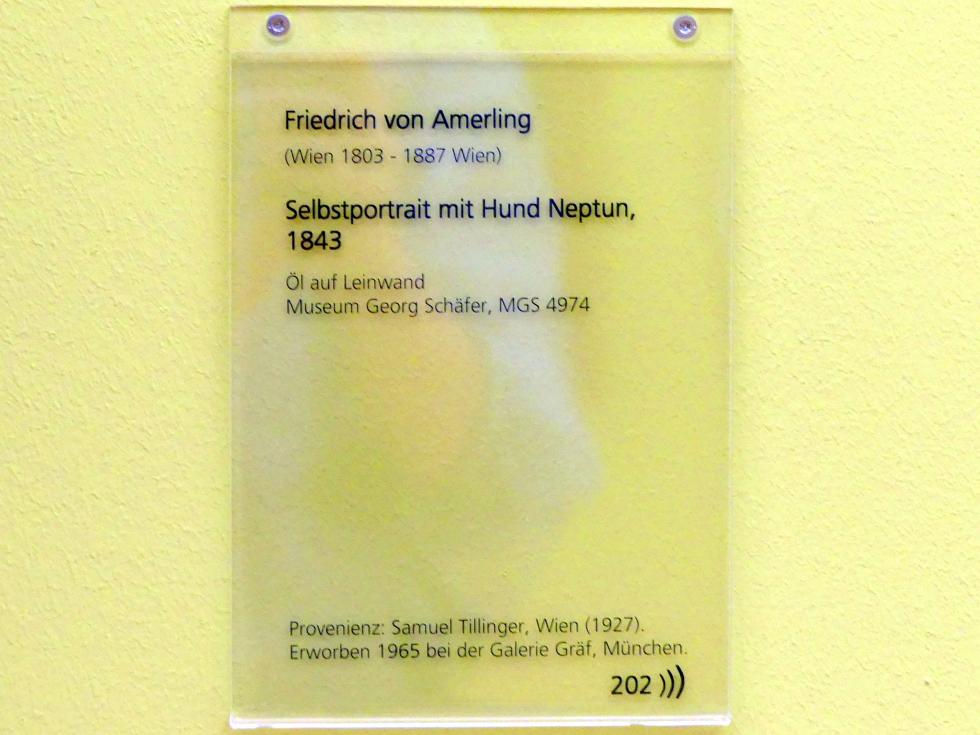 Friedrich von Amerling
(Wien 1803 - 1887 Wien)
Selbstportrait mit Hund Neptun,
1843
Öl auf Leinwand
Museum Georg Schäfer, MGS 4974
Provenienz: Samuel Tillinger, Wien (1927).
Erworben 1965 bei der Galerie Gräf, München.
202 )))